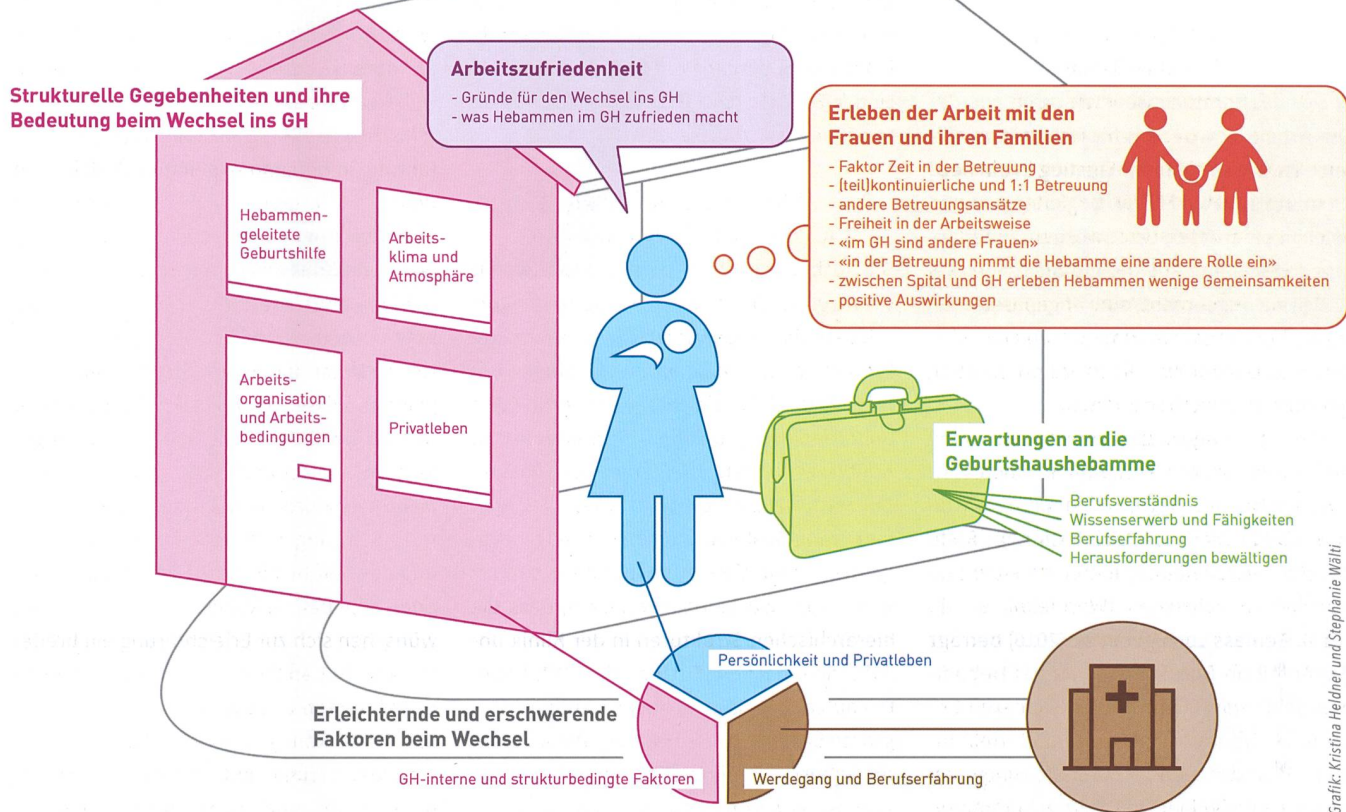 Strukturelle Gegebenheiten und ihre
Bedeutung beim Wechsel ins GH
Hebammen-
geleitete
Geburtshilfe
Arbeits-
klima und
Atmosphäre
Arbeits-
organisation
und Arbeits-
bedingungen
Privatleben
Arbeitszufriedenheit
- Gründe für den Wechsel ins GH
- was Hebammen im GH zufrieden macht
Erleben der Arbeit mit den
Frauen und ihren Familien
- Faktor Zeit in der Betreuung
- (teil)kontinuierliche und 1:1 Betreuung
- andere Betreuungsansätze
- Freiheit in der Arbeitsweise
- «im GH sind andere Frauen»
- «in der Betreuung nimmt die Hebamme eine andere Rolle ein»
- zwischen Spital und GH erleben Hebammen wenige Gemeinsamkeiten
- positive Auswirkungen
Erwartungen an die
Geburtshaushebamme
Berufsverständnis
Wissenserwerb und Fähigkeiten
Berufserfahrung
Herausforderungen bewältigen
Persönlichkeit und Privatleben
Erleichternde und erschwerende
Faktoren beim Wechsel
GH-interne und strukturbedingte Faktoren
Werdegang und Berufserfahrung
Grafik: Kristina Heldner und Stephanie Wälti